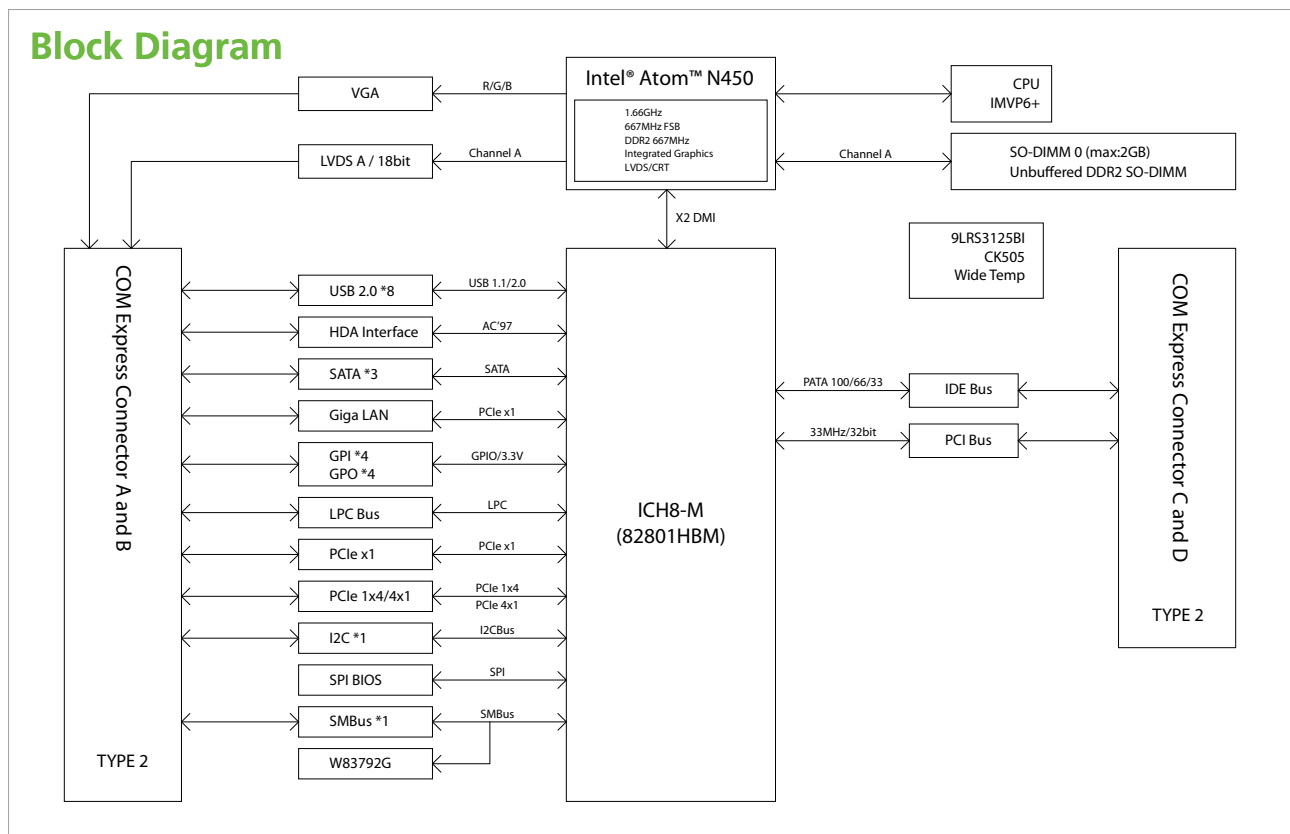 Block Diagram
Intel® Atom™ N450
1.66GHz
667MHz FSB
DDR2 667MHz
Integrated Graphics
LVDS/CRT
VGA
R/G/B
CPU
IMVP6+
LVDS A / 18bit
Channel A
Channel A
SO-DIMM 0 (max:2GB)
Unbuffered DDR2 SO-DIMM
X2 DMI
9LRS3125BI
CK505
Wide Temp
COM Express Connector A and B
TYPE 2
USB 2.0 *8
USB 1.1/2.0
HDA Interface
AC’97
SATA *3
SATA
Giga LAN
PCIe x1
GPI *4
GPO *4
GPIO/3.3V
LPC Bus
LPC
PCIe x1
PCIe x1
PCIe 1x4/4x1
PCIe 1x4
PCIe 4x1
I2C *1
I2CBus
SPI BIOS
SPI
SMBus *1
SMBus
W83792G
ICH8-M
(82801HBM)
PATA 100/66/33
IDE Bus
33MHz/32bit
PCI Bus
COM Express Connector C and D
TYPE 2